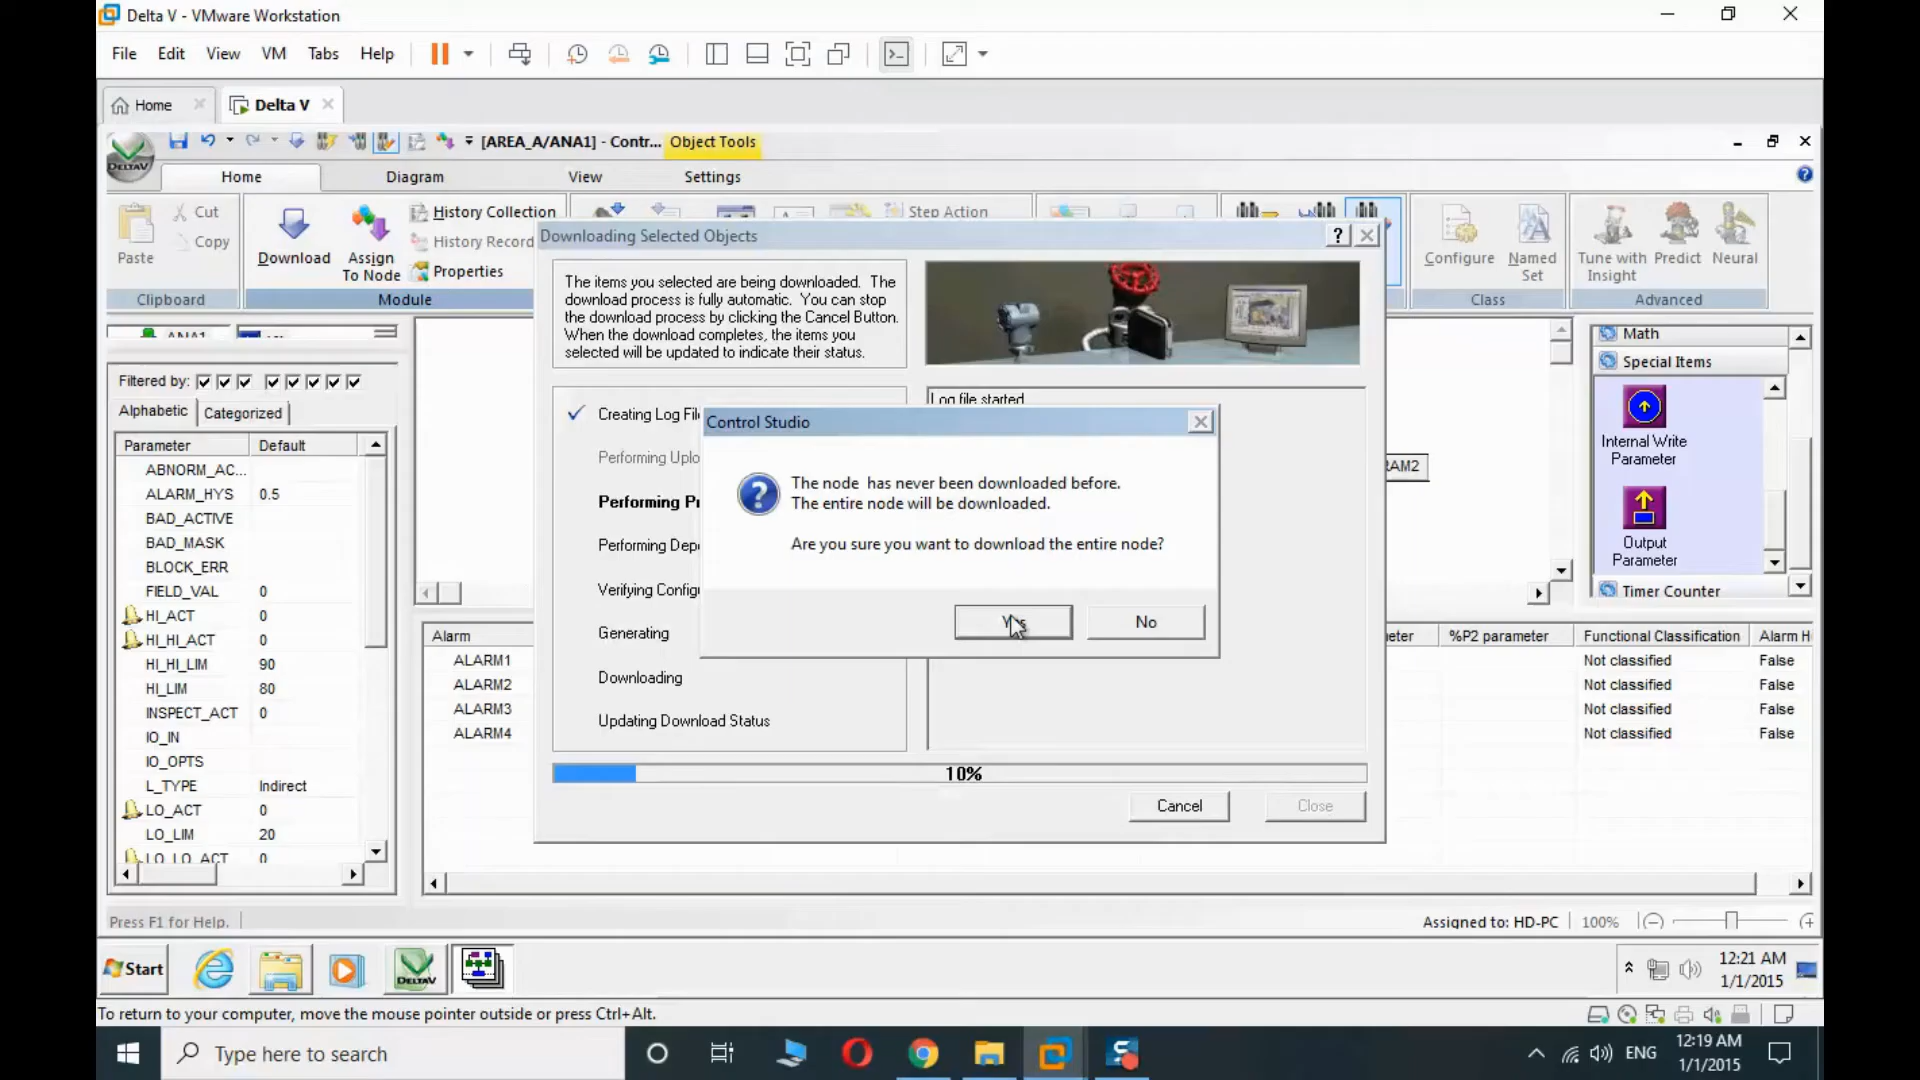 Delta V - VMware Workstation
File Edit View VM Tabs Help
Home Delta V
[AREA_A/ANA1] - Contr... Object Tools
DELTAV
Home Diagram View Settings
Paste Cut Copy Clipboard
Download Assign To Node History Collection History Record Properties Module
Step Action
Configure Named Set Class
Tune with Insight Predict Neural Advanced
Downloading Selected Objects
The items you selected are being downloaded. The
download process is fully automatic. You can stop
the download process by clicking the Cancel Button.
When the download completes, the items you
selected will be updated to indicate their status.
Creating Log File
Performing
Performing
Performing
Verifying
Generating
Downloading
Updating Download Status
Log file started
10%
Cancel Close
Control Studio
The node has never been downloaded before.
The entire node will be downloaded.
Are you sure you want to download the entire node?
Yes No
ANA1
Filtered by:
Alphabetic Categorized
Parameter Default
ABNORM_AC...
ALARM_HYS 0.5
BAD_ACTIVE
BAD_MASK
BLOCK_ERR
FIELD_VAL 0
HI_ACT 0
HI_HI_ACT 0
HI_HI_LIM 90
HI_LIM 80
INSPECT_ACT 0
IO_IN
IO_OPTS
L_TYPE Indirect
LO_ACT 0
LO_LIM 20
LO_LO_ACT 0
RAM2
Math
Special Items
Internal Write
Parameter
Output
Parameter
Timer Counter
Alarm %P2 parameter Functional Classification Alarm H
ALARM1 Not classified False
ALARM2 Not classified False
ALARM3 Not classified False
ALARM4 Not classified False
Press F1 for Help. Assigned to: HD-PC 100%
Start DELTAV 12:21 AM
1/1/2015
To return to your computer, move the mouse pointer outside or press Ctrl+Alt.
Type here to search ENG 12:19 AM
1/1/2015